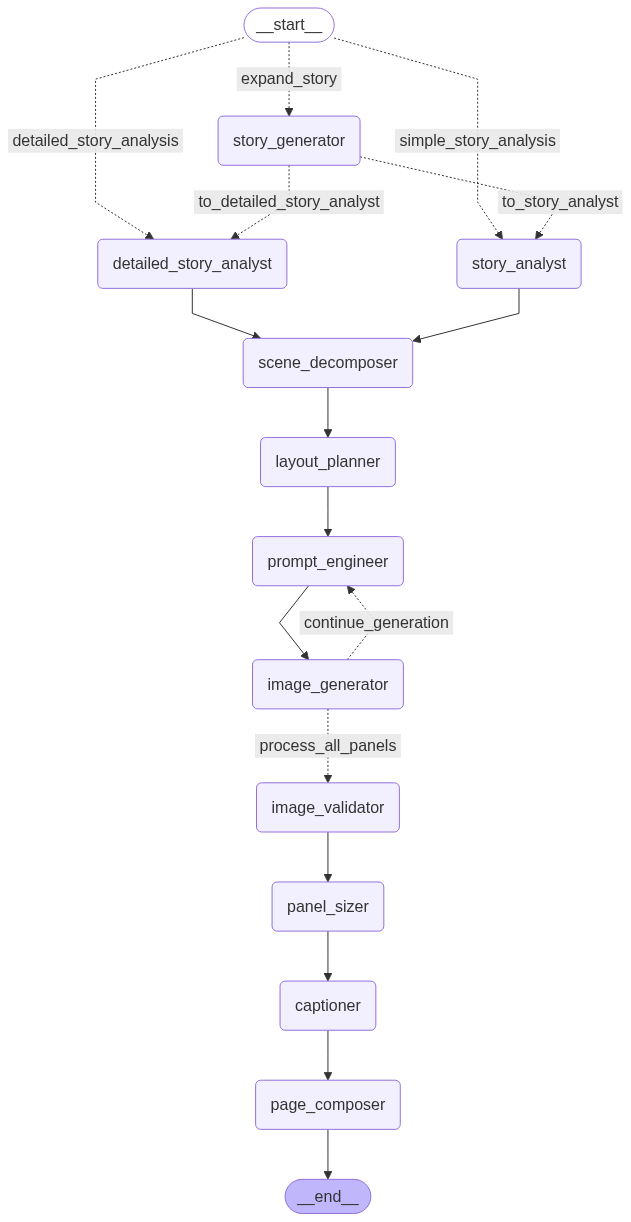 __start__
expand_story
detailed_story_analysis
story_generator
simple_story_analysis
to_detailed_story_analyst
to_story_analyst
detailed_story_analyst
story_analyst
scene_decomposer
layout_planner
prompt_engineer
continue_generation
image_generator
process_all_panels
image_validator
panel_sizer
captioner
page_composer
__end__